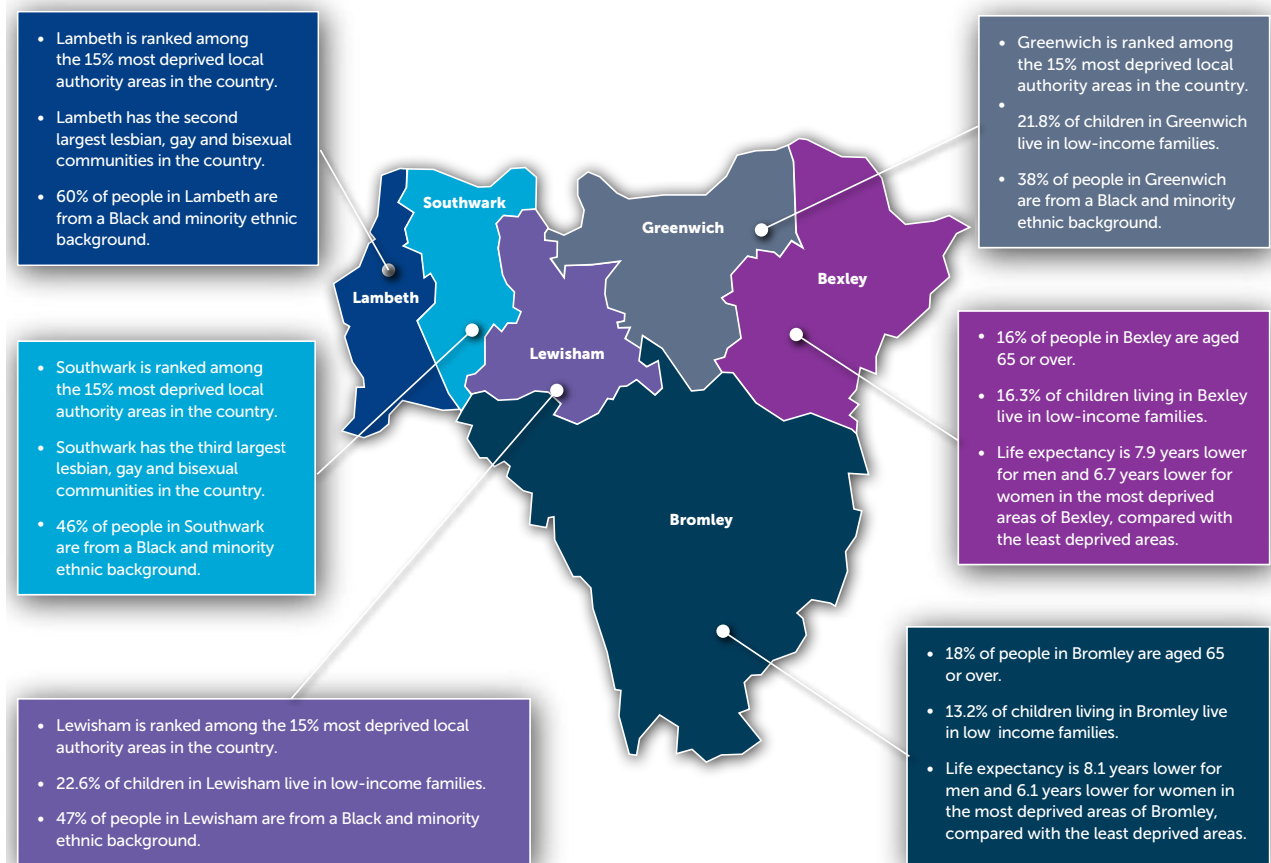 • Lambeth is ranked among
the 15% most deprived local
authority areas in the country.
• Lambeth has the second
largest lesbian, gay and bisexual
communities in the country.
• 60% of people in Lambeth are
from a Black and minority ethnic
background.
• Southwark is ranked among
the 15% most deprived local
authority areas in the country.
• Southwark has the third largest
lesbian, gay and bisexual
communities in the country.
• 46% of people in Southwark
are from a Black and minority
ethnic background.
• Lewisham is ranked among the 15% most deprived local
authority areas in the country.
• 22.6% of children in Lewisham live in low-income families.
• 47% of people in Lewisham are from a Black and minority
ethnic background.
Southwark
Greenwich
Bexley
Lambeth
Lewisham
Bromley
• Greenwich is ranked among
the 15% most deprived local
authority areas in the country.
•
21.8% of children in Greenwich
live in low-income families.
• 38% of people in Greenwich
are from a Black and minority
ethnic background.
• 16% of people in Bexley are aged
65 or over.
• 16.3% of children living in Bexley
live in low-income families.
• Life expectancy is 7.9 years lower
for men and 6.7 years lower for
women in the most deprived
areas of Bexley, compared with
the least deprived areas.
• 18% of people in Bromley are aged 65
or over.
• 13.2% of children living in Bromley live
in low income families.
• Life expectancy is 8.1 years lower for
men and 6.1 years lower for women in
the most deprived areas of Bromley,
compared with the least deprived areas.